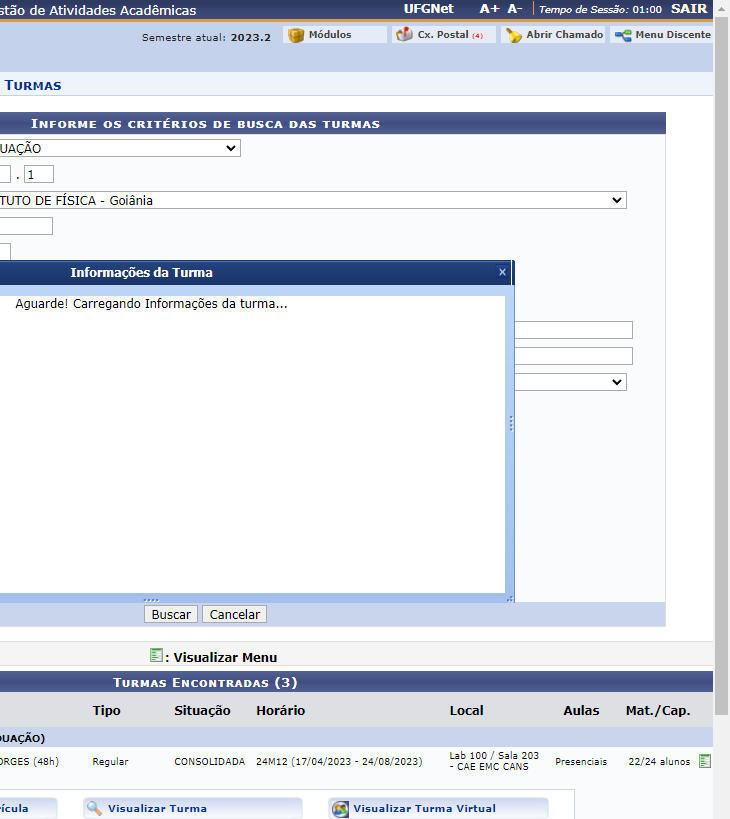 stão de Atividades Acadêmicas UFGNet A+ A- Tempo de Sessão: 01:00 SAIR
Semestre atual: 2023.2 Módulos Cx. Postal (4) Abrir Chamado Menu Discente
TURMAS
INFORME OS CRITÉRIOS DE BUSCA DAS TURMAS
UAÇÃO
. 1
TUTO DE FÍSICA - Goiânia
Informações da Turma x
Aguarde! Carregando Informações da turma...
Buscar Cancelar
: Visualizar Menu
TURMAS ENCONTRADAS (3)
Tipo Situação Horário Local Aulas Mat./Cap.
DUAÇÃO)
ORGES (48h) Regular CONSOLIDADA 24M12 (17/04/2023 - 24/08/2023) Lab 100 / Sala 203 Presenciais 22/24 alunos
- CAE EMC CANS
rícula Visualizar Turma Visualizar Turma Virtual